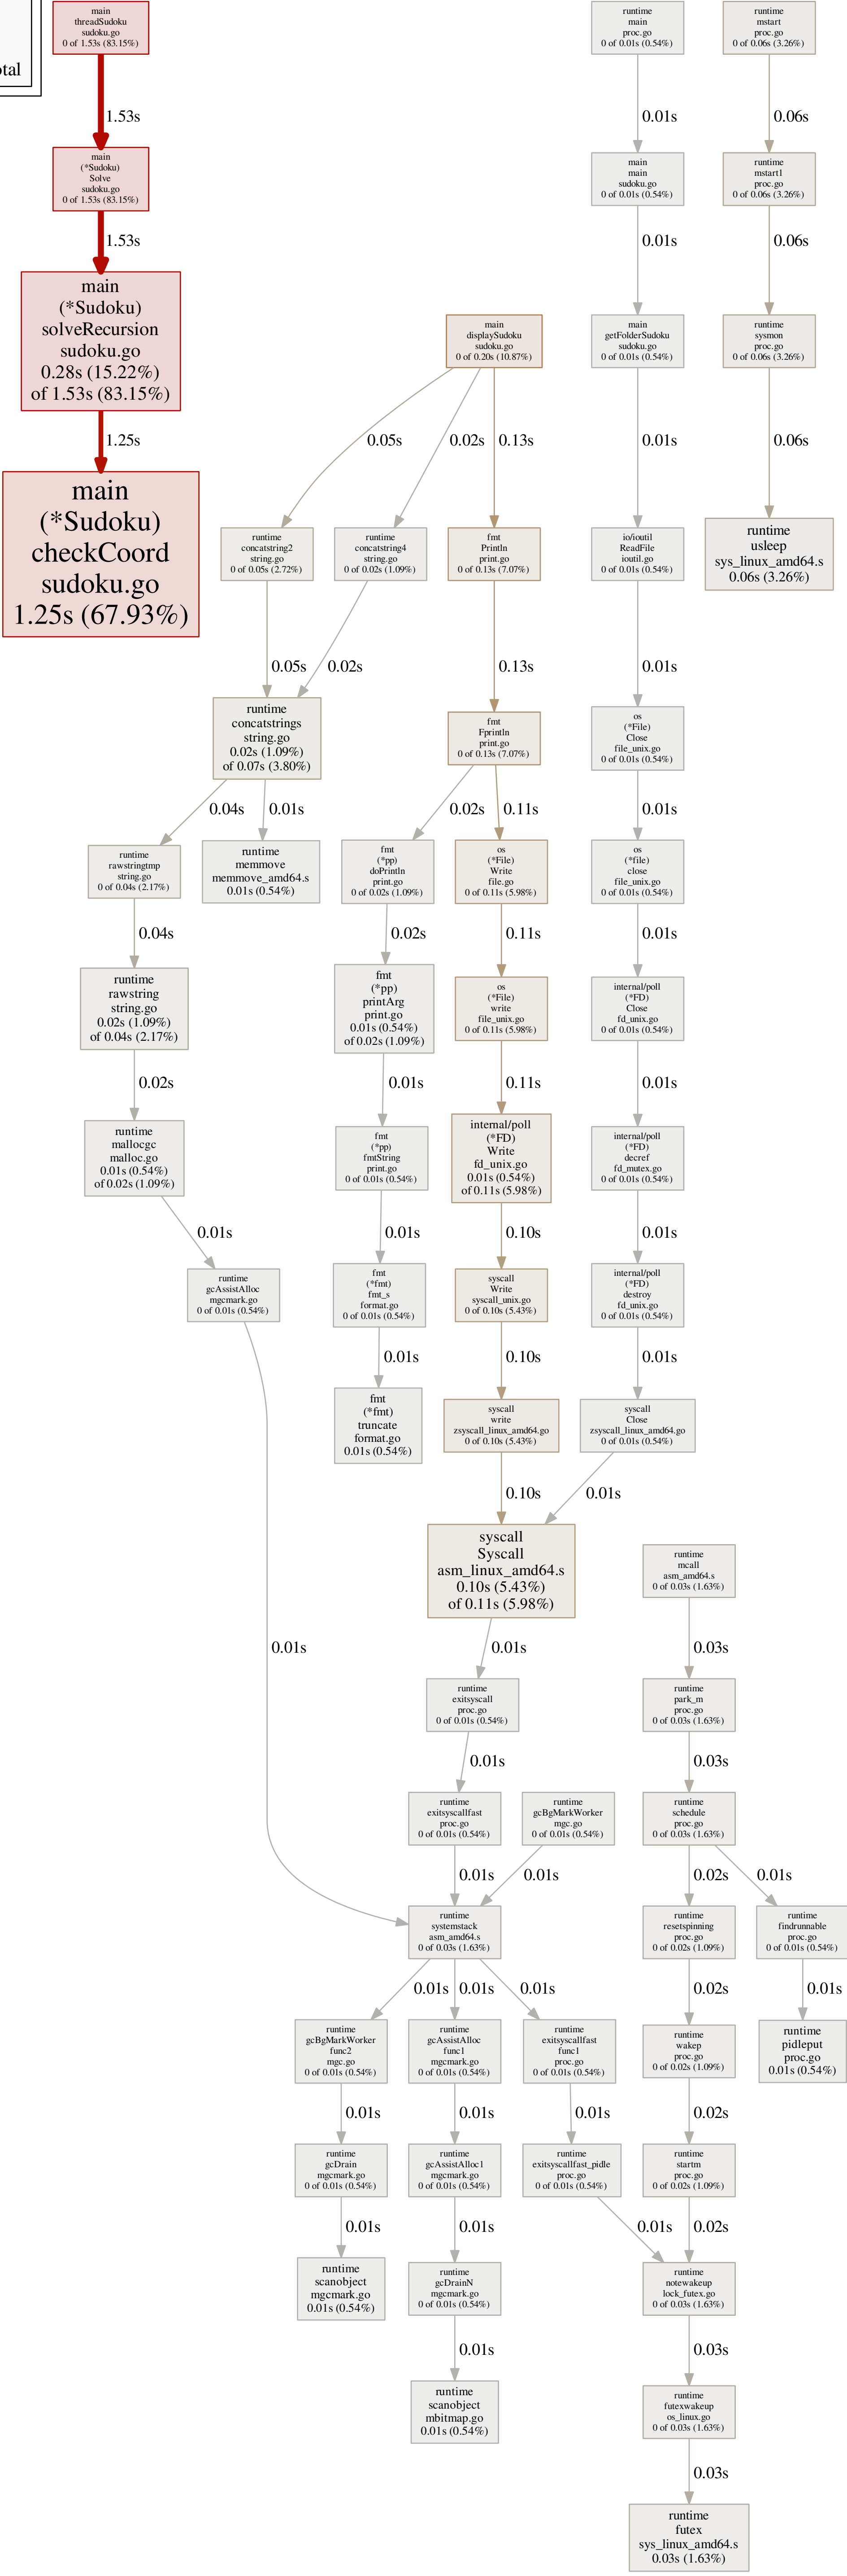 otal
main
threadSudoku
sudoku.go
0 of 1.53s (83.15%)
runtime
main
proc.go
0 of 0.01s (0.54%)
runtime
mstart
proc.go
0 of 0.06s (3.26%)
1.53s
0.01s
0.06s
main
(*Sudoku)
Solve
sudoku.go
0 of 1.53s (83.15%)
main
main
sudoku.go
0 of 0.01s (0.54%)
runtime
mstart1
proc.go
0 of 0.06s (3.26%)
1.53s
0.01s
0.06s
main
(*Sudoku)
solveRecursion
sudoku.go
0.28s (15.22%)
of 1.53s (83.15%)
main
displaySudoku
sudoku.go
0 of 0.20s (10.87%)
main
getFolderSudoku
sudoku.go
0 of 0.01s (0.54%)
runtime
sysmon
proc.go
0 of 0.06s (3.26%)
1.25s
0.05s
0.02s
0.13s
0.01s
0.06s
main
(*Sudoku)
checkCoord
sudoku.go
1.25s (67.93%)
runtime
concatstring2
string.go
0 of 0.05s (2.72%)
runtime
concatstring4
string.go
0 of 0.02s (1.09%)
fmt
Println
print.go
0 of 0.13s (7.07%)
io/ioutil
ReadFile
ioutil.go
0 of 0.01s (0.54%)
runtime
usleep
sys_linux_amd64.s
0.06s (3.26%)
0.05s
0.02s
0.13s
0.01s
runtime
concatstrings
string.go
0.02s (1.09%)
of 0.07s (3.80%)
fmt
Fprintln
print.go
0 of 0.13s (7.07%)
os
(*File)
Close
file_unix.go
0 of 0.01s (0.54%)
0.04s
0.01s
0.02s
0.11s
0.01s
runtime
rawstringtmp
string.go
0 of 0.04s (2.17%)
runtime
memmove
memmove_amd64.s
0.01s (0.54%)
fmt
(*pp)
doPrintln
print.go
0 of 0.02s (1.09%)
os
(*File)
Write
file.go
0 of 0.11s (5.98%)
os
(*file)
close
file_unix.go
0 of 0.01s (0.54%)
0.04s
0.02s
0.11s
0.01s
runtime
rawstring
string.go
0.02s (1.09%)
of 0.04s (2.17%)
fmt
(*pp)
printArg
print.go
0.01s (0.54%)
of 0.02s (1.09%)
os
(*File)
write
file_unix.go
0 of 0.11s (5.98%)
internal/poll
(*FD)
Close
fd_unix.go
0 of 0.01s (0.54%)
0.02s
0.01s
0.11s
0.01s
runtime
mallocgc
malloc.go
0.01s (0.54%)
of 0.02s (1.09%)
fmt
(*pp)
fmtString
print.go
0 of 0.01s (0.54%)
internal/poll
(*FD)
Write
fd_unix.go
0.01s (0.54%)
of 0.11s (5.98%)
internal/poll
(*FD)
decref
fd_mutex.go
0 of 0.01s (0.54%)
0.01s
0.01s
0.10s
0.01s
runtime
gcAssistAlloc
mgcmark.go
0 of 0.01s (0.54%)
fmt
(*fmt)
fmt_s
format.go
0 of 0.01s (0.54%)
syscall
Write
syscall_unix.go
0 of 0.10s (5.43%)
internal/poll
(*FD)
destroy
fd_unix.go
0 of 0.01s (0.54%)
0.01s
0.10s
0.01s
fmt
(*fmt)
truncate
format.go
0.01s (0.54%)
syscall
write
zsyscall_linux_amd64.go
0 of 0.10s (5.43%)
syscall
Close
zsyscall_linux_amd64.go
0 of 0.01s (0.54%)
0.10s
0.01s
syscall
Syscall
asm_linux_amd64.s
0.10s (5.43%)
of 0.11s (5.98%)
runtime
mcall
asm_amd64.s
0 of 0.03s (1.63%)
0.01s
0.01s
0.03s
runtime
exitsyscall
proc.go
0 of 0.01s (0.54%)
runtime
park_m
proc.go
0 of 0.03s (1.63%)
0.01s
0.03s
runtime
exitsyscallfast
proc.go
0 of 0.01s (0.54%)
runtime
gcBgMarkWorker
mgc.go
0 of 0.01s (0.54%)
runtime
schedule
proc.go
0 of 0.03s (1.63%)
0.01s
0.01s
0.02s
0.01s
runtime
systemstack
asm_amd64.s
0 of 0.03s (1.63%)
runtime
resetspinning
proc.go
0 of 0.02s (1.09%)
runtime
findrunnable
proc.go
0 of 0.01s (0.54%)
0.01s
0.01s
0.01s
0.02s
0.01s
runtime
gcBgMarkWorker
func2
mgc.go
0 of 0.01s (0.54%)
runtime
gcAssistAlloc
func1
mgcmark.go
0 of 0.01s (0.54%)
runtime
exitsyscallfast
func1
proc.go
0 of 0.01s (0.54%)
runtime
wakep
proc.go
0 of 0.02s (1.09%)
runtime
pidleput
proc.go
0.01s (0.54%)
0.01s
0.01s
0.01s
0.02s
runtime
gcDrain
mgcmark.go
0 of 0.01s (0.54%)
runtime
gcAssistAlloc1
mgcmark.go
0 of 0.01s (0.54%)
runtime
exitsyscallfast_pidle
proc.go
0 of 0.01s (0.54%)
runtime
startm
proc.go
0 of 0.02s (1.09%)
0.01s
0.01s
0.01s
0.02s
runtime
scanobject
mgcmark.go
0.01s (0.54%)
runtime
gcDrainN
mgcmark.go
0 of 0.01s (0.54%)
runtime
notewakeup
lock_futex.go
0 of 0.03s (1.63%)
0.01s
0.03s
runtime
scanobject
mbitmap.go
0.01s (0.54%)
runtime
futexwakeup
os_linux.go
0 of 0.03s (1.63%)
0.03s
runtime
futex
sys_linux_amd64.s
0.03s (1.63%)